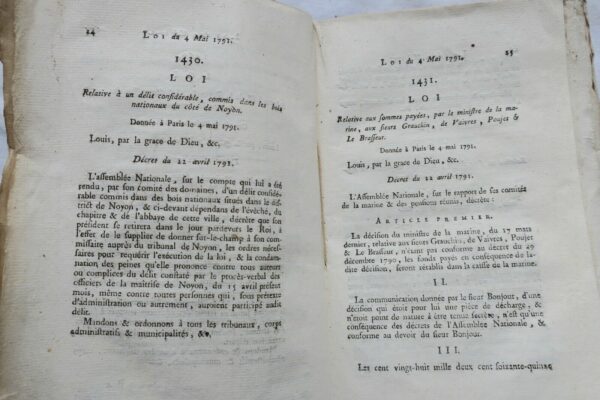 24 LOI du 4 Mai 1791.
1430.
LOI
Relative à un délit considérable, commis dans les bois
nationaux du côté de Noyon.
Donnée à Paris le 4 mai 1791.
Louis, par la grace de Dieu, &c.
Décret du 22 avril 1791.
L'Assemblée Nationale, sur le compte qui lui a été
rendu, par son comité des domaines, d'un délit considé-
rable commis dans des bois nationaux situés dans le dis-
trict de Noyon, & ci-devant dépendans de l'évêché, du
chapitre & de l'abbaye de cette ville, décrete que son
président se retirera dans le jour pardevers le Roi, à
l'effet de le supplier de donner sur-le-champ à son com-
missaire auprès du tribunal de Noyon, les ordres néces-
saires pour requérir l'exécution de la loi, & la condamna-
tion des peines qu'elle prononce contre tous auteurs
ou complices du délit constaté par le procès-verbal des
officiers de la maîtrise de Noyon, du 15 avril présent
mois, même contre toutes personnes qui, sous prétexte
d'administration ou autrement, auroient participé audit
délit.
Mandons & ordonnons à tous les tribunaux, corps
administratifs & municipalités, &c.
LOI du 4 Mai 1791. 25
1431.
LOI
Relative aux sommes payées, par le ministre de la ma-
rine, aux sieurs Grauchin, de Vaivres, Poujet &
Le Brasseur.
Donnée à Paris le 4 mai 1791.
Louis, par la grace de Dieu, &c.
Décret du 22 avril 1791.
L'Assemblée Nationale, sur le rapport de ses comités
de la marine & des pensions réunis, décrete :
ARTICLE PREMIER.
La décision du ministre de la marine, du 17 mars
dernier, relative aux sieurs Grauchin, de Vaivres, Poujet
& Le Brasseur, n'étant pas conforme au décret du 29
décembre 1790, les fonds payés en conséquence de la-
dite décision, seront rétablis dans la caisse de la marine.
II.
La communication donnée par le sieur Bonjour, d'une
décision qui étoit pour lui une piece de décharge, &
n'étoit point de nature à être tenue secrete, n'est qu'une
conséquence des décrets de l'Assemblée Nationale, &
conforme au devoir du sieur Bonjour.
III.
Les cent vingt-huit mille deux cent soixante-quinze